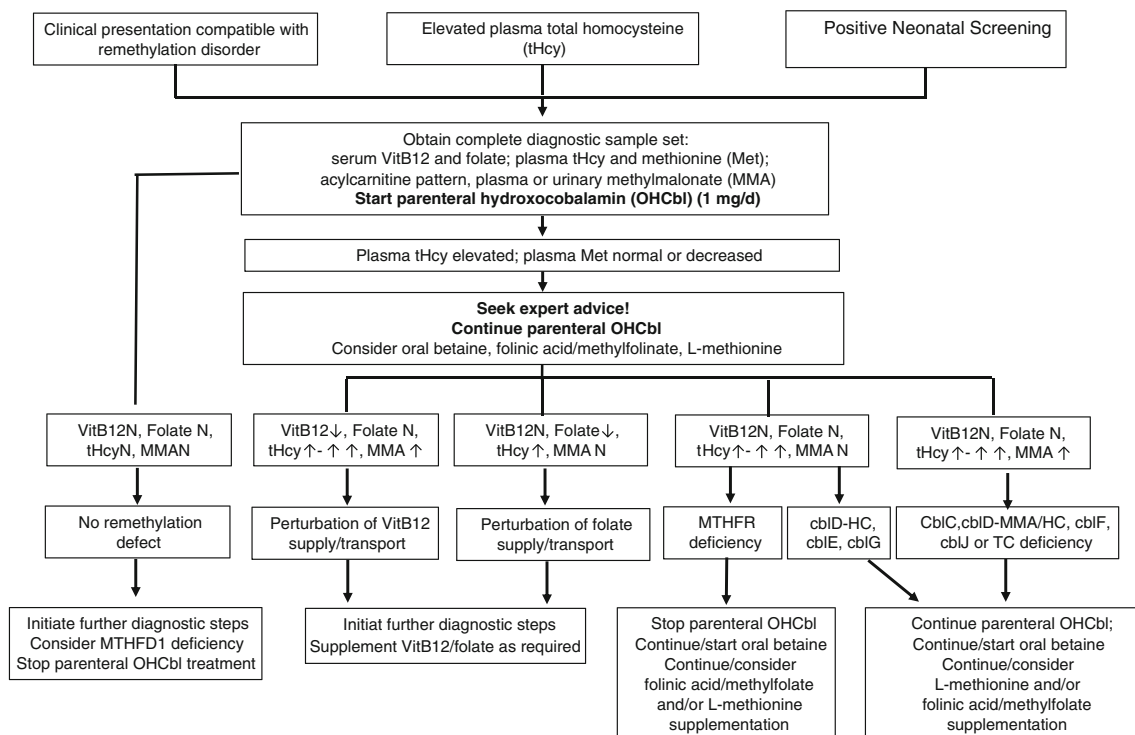 Clinical presentation compatible with
remethylation disorder
Elevated plasma total homocysteine
(tHcy)
Positive Neonatal Screening
Obtain complete diagnostic sample set:
serum VitB12 and folate; plasma tHcy and methionine (Met);
acylcarnitine pattern, plasma or urinary methylmalonate (MMA)
Start parenteral hydroxocobalamin (OHCbl) (1 mg/d)
Plasma tHcy elevated; plasma Met normal or decreased
Seek expert advice!
Continue parenteral OHCbl
Consider oral betaine, folinic acid/methylfolinate, L-methionine
VitB12N, Folate N,
tHcyN, MMAN
VitB12↓, Folate N,
tHcy↑- ↑ ↑, MMA ↑
VitB12N, Folate↓,
tHcy↑, MMA N
VitB12N, Folate N,
tHcy↑- ↑ ↑, MMA N
VitB12N, Folate N,
tHcy↑- ↑ ↑, MMA ↑
No remethylation
defect
Perturbation of VitB12
supply/transport
Perturbation of folate
supply/transport
MTHFR
deficiency
cblD-HC,
cblE, cblG
CblC,cblD-MMA/HC, cblF,
cblJ or TC deficiency
Initiate further diagnostic steps
Consider MTHFD1 deficiency
Stop parenteral OHCbl treatment
Initiat further diagnostic steps
Supplement VitB12/folate as required
Stop parenteral OHCbl
Continue/start oral betaine
Continue/consider
folinic acid/methylfolate
and/or L-methionine
supplementation
Continue parenteral OHCbl;
Continue/start oral betaine
Continue/consider
L-methionine and/or
folinic acid/methylfolate
supplementation